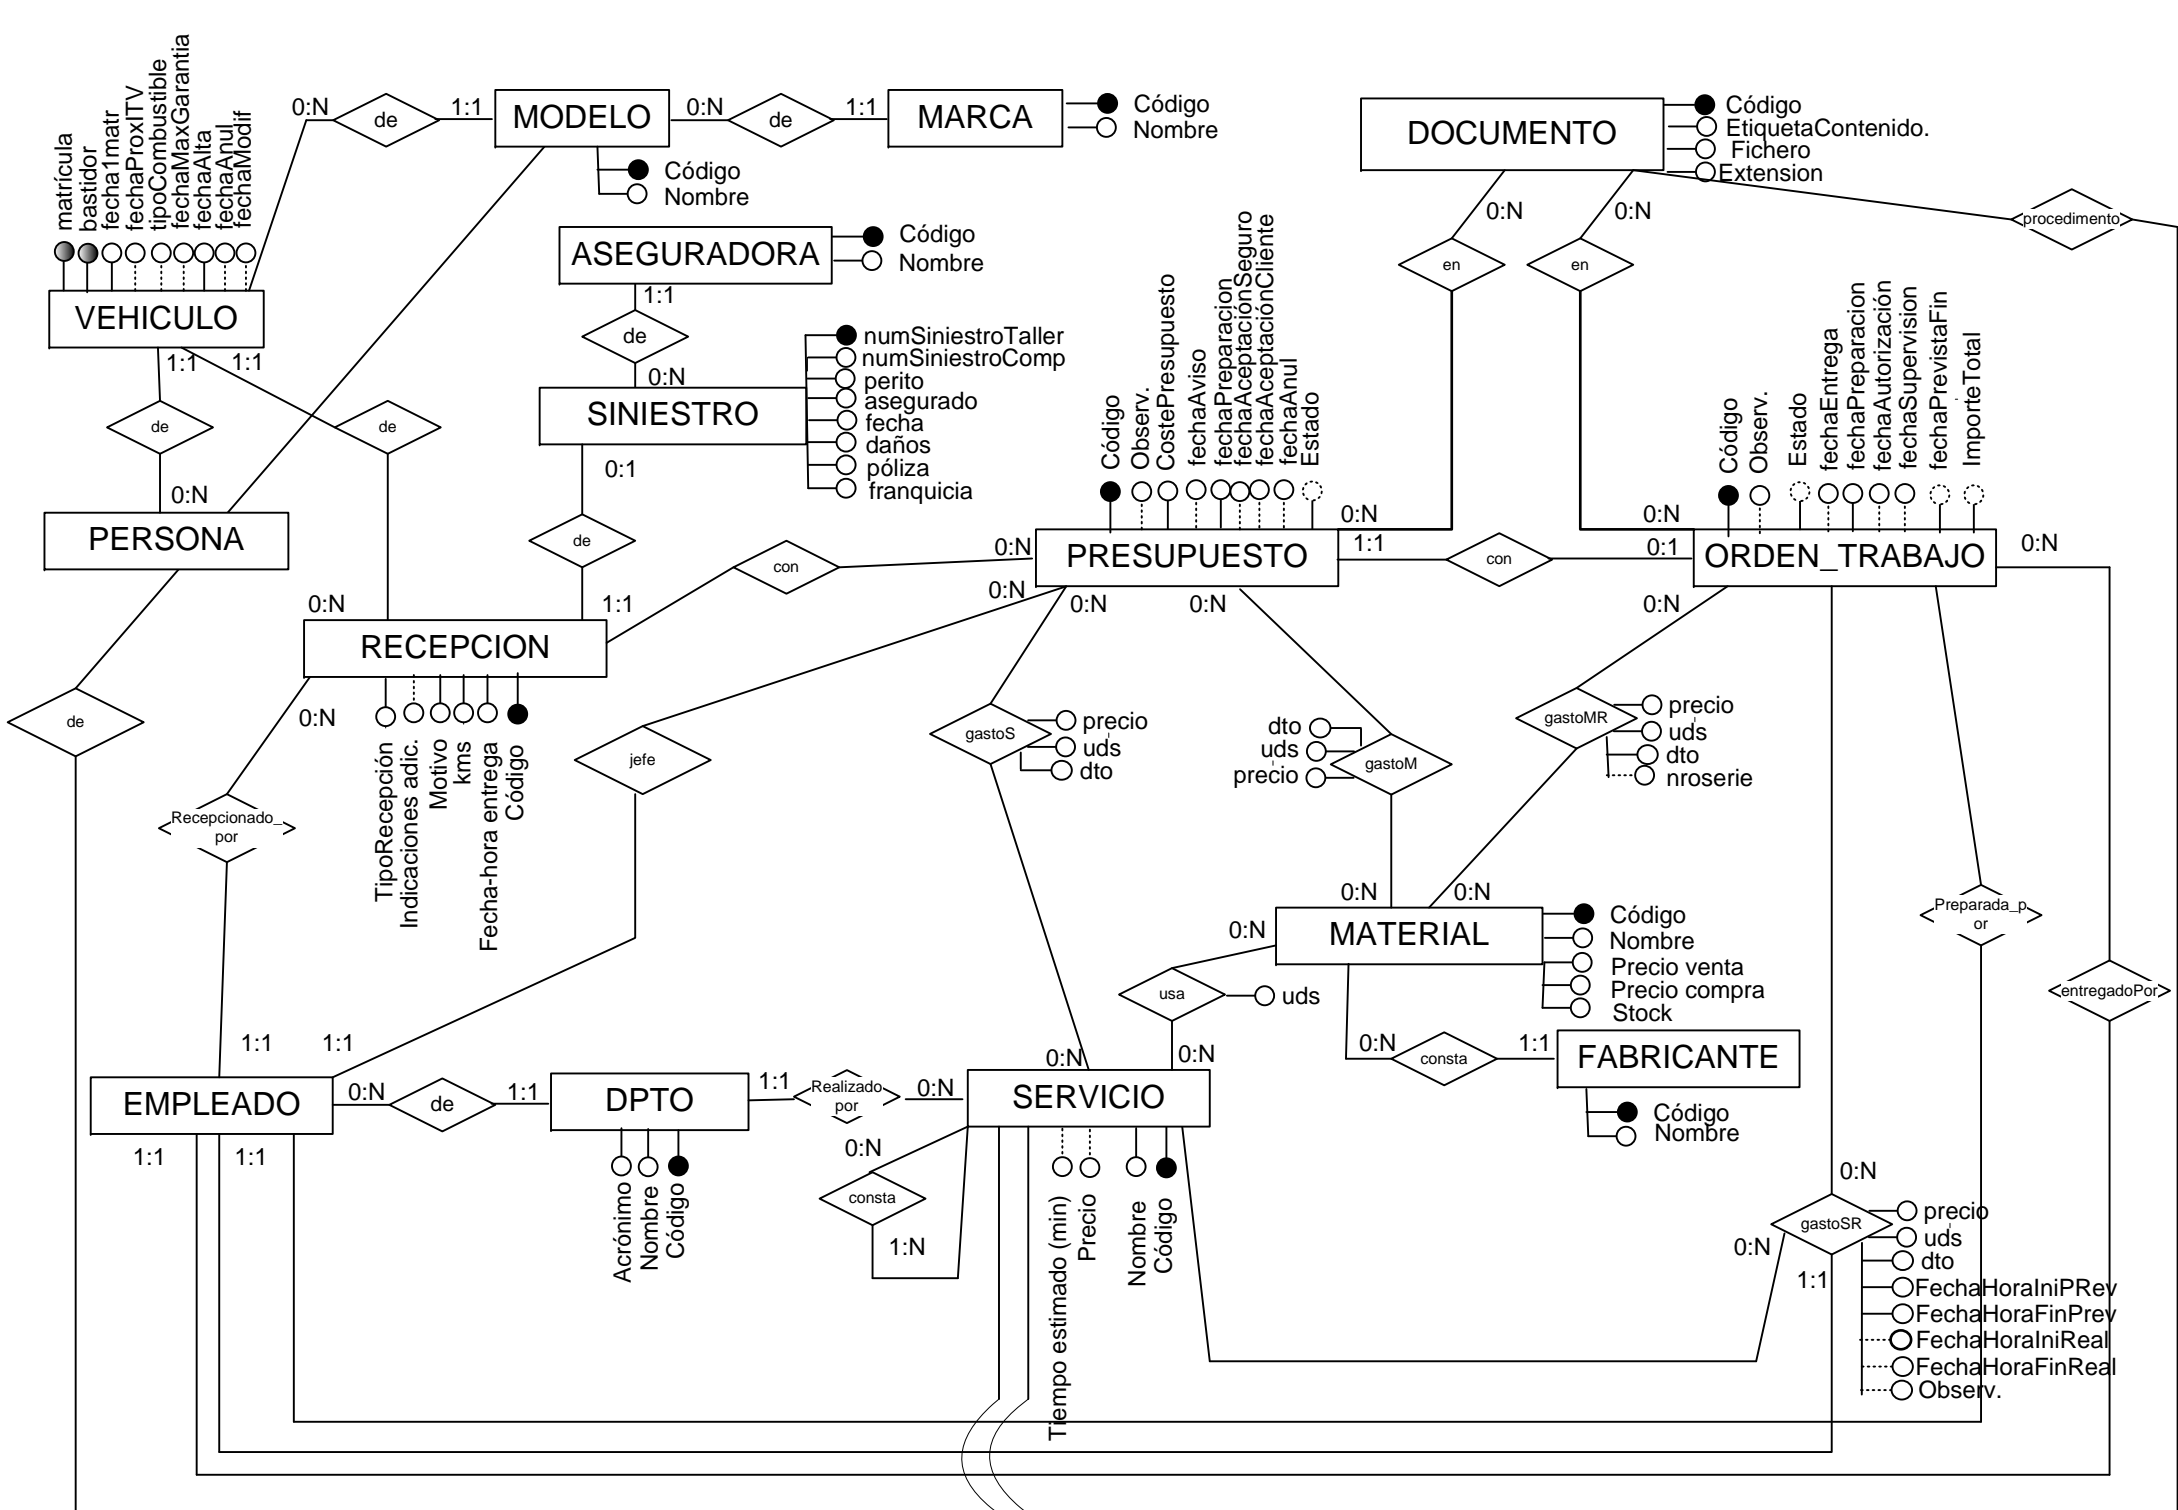 matrícula
bastidor
fecha1matr
fechaProxITV
tipoCombustible
fechaMaxGarantia
fechaAlta
fechaAnul
fechaModif
VEHICULO
0:N
de
1:1
MODELO
Código
Nombre
0:N
de
1:1
MARCA
Código
Nombre
DOCUMENTO
Código
EtiquetaContenido.
Fichero
Extension
0:N
0:N
en
en
procedimento
ASEGURADORA
Código
Nombre
1:1
de
0:N
SINIESTRO
numSiniestroTaller
numSiniestroComp
perito
asegurado
fecha
daños
póliza
franquicia
0:1
de
1:1
1:1
1:1
de
de
0:N
PERSONA
0:N
RECEPCION
0:N
TipoRecepción
Indicaciones adic.
Motivo
kms
Fecha-hora entrega
Código
de
Recepcionado_
por
con
0:N
Código
Observ.
CostePresupuesto
fechaAviso
fechaPreparacion
fechaAceptaciónSeguro
fechaAceptaciónCliente
fechaAnul
Estado
PRESUPUESTO
0:N
1:1
con
0:1
0:N
Código
Observ.
Estado
fechaEntrega
fechaPreparacion
fechaAutorización
fechaSupervision
fechaPrevistaFin
ImporteTotal
ORDEN_TRABAJO
0:N
0:N
0:N
0:N
0:N
jefe
gastoS
precio
uds
dto
dto
uds
precio
gastoM
gastoMR
precio
uds
dto
nroserie
0:N
0:N
0:N
MATERIAL
Código
Nombre
Precio venta
Precio compra
Stock
Preparada_p
or
entregadoPor
usa
uds
0:N
consta
1:1
FABRICANTE
Código
Nombre
1:1
1:1
EMPLEADO
0:N
de
1:1
DPTO
Acrónimo
Nombre
Código
1:1
Realizado
por
0:N
0:N
0:N
SERVICIO
Tiempo estimado (min)
Precio
Nombre
Código
0:N
consta
1:N
1:1
1:1
0:N
gastoSR
0:N
1:1
precio
uds
dto
FechaHoraIniPRev
FechaHoraFinPrev
FechaHoraIniReal
FechaHoraFinReal
Observ.